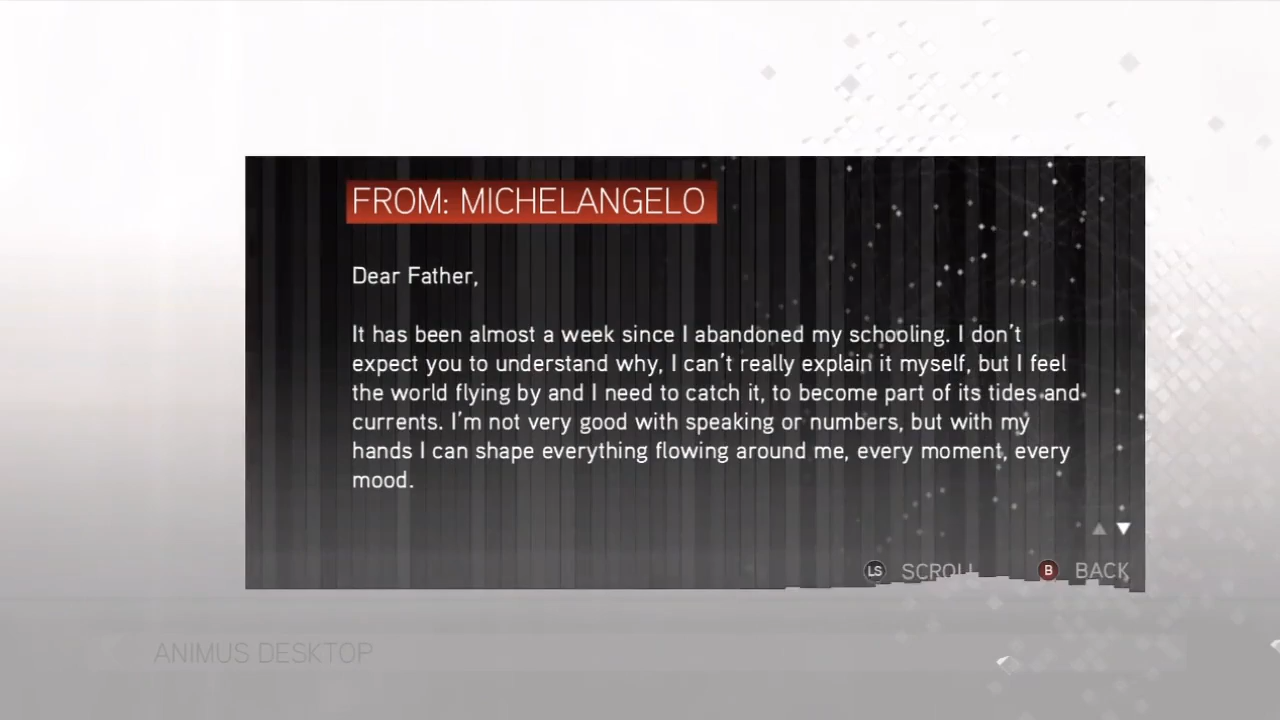 FROM: MICHELANGELO
Dear Father,
It has been almost a week since I abandoned my schooling. I don't
expect you to understand why, I can't really explain it myself, but I feel
the world flying by and I need to catch it, to become part of its tides and
currents. I'm not very good with speaking or numbers, but with my
hands I can shape everything flowing around me, every moment, every
mood.
LS SCROLL B BACK
ANIMUS DESKTOP